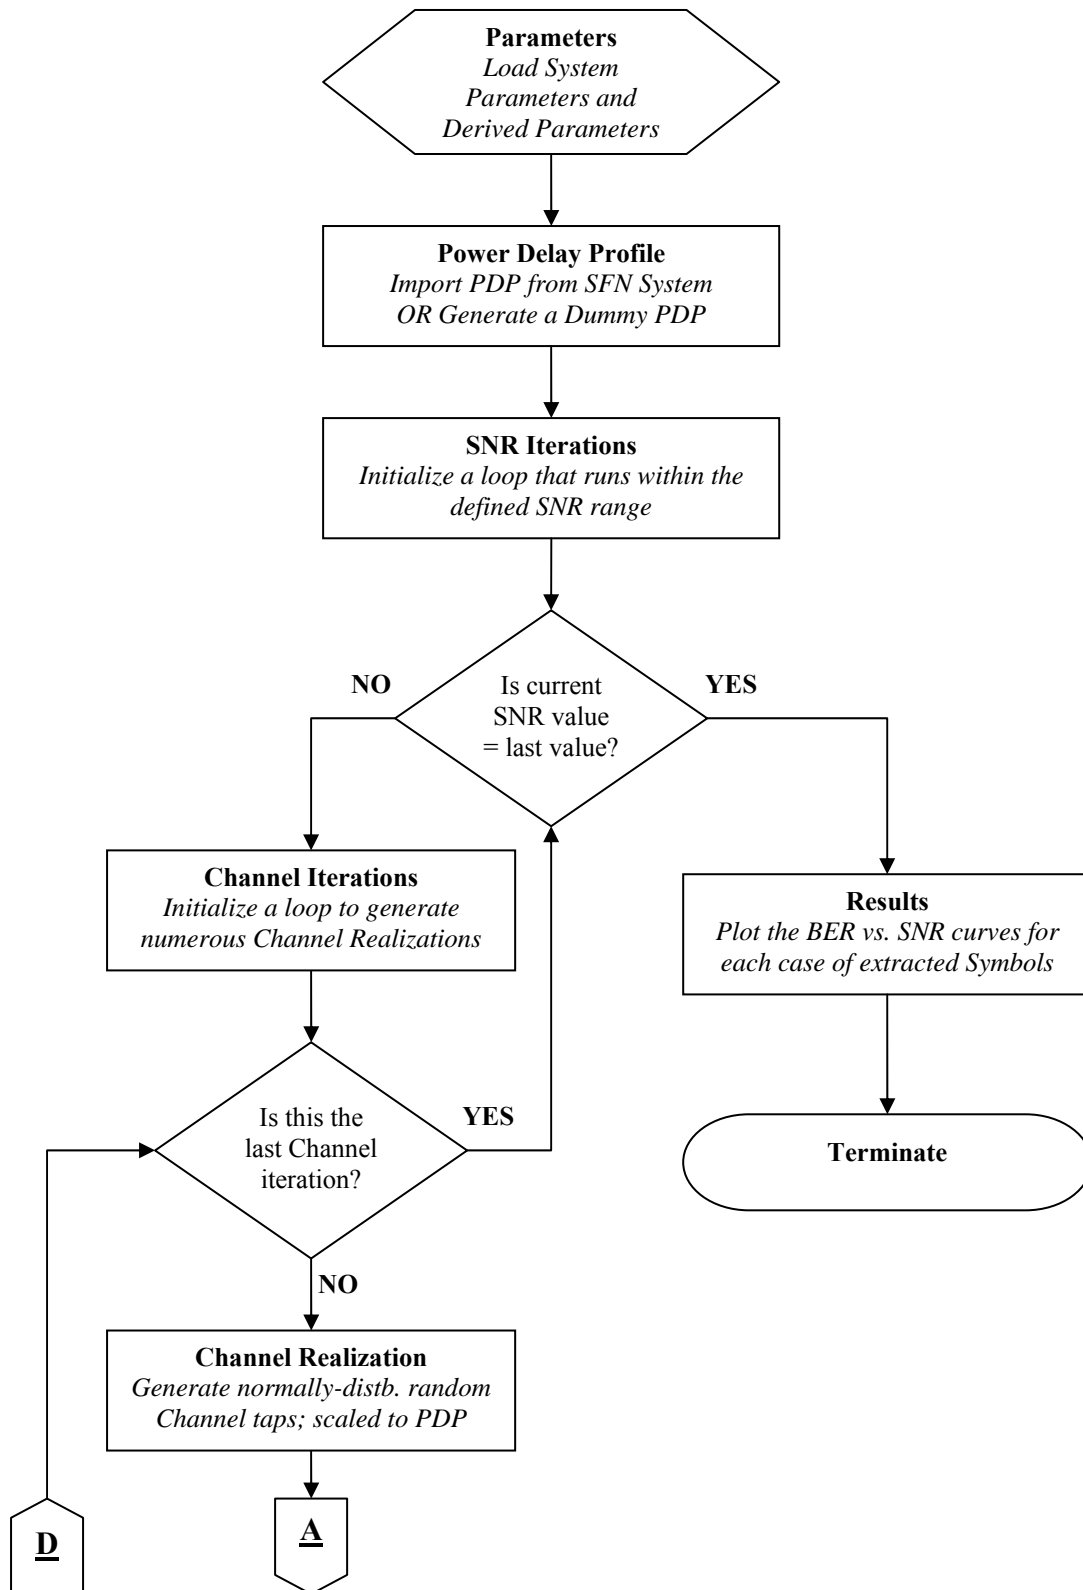 Parameters
Load System
Parameters and
Derived Parameters
Power Delay Profile
Import PDP from SFN System
OR Generate a Dummy PDP
SNR Iterations
Initialize a loop that runs within the
defined SNR range
NO
YES
Is current
SNR value
= last value?
Channel Iterations
Initialize a loop to generate
numerous Channel Realizations
Results
Plot the BER vs. SNR curves for
each case of extracted Symbols
Is this the
last Channel
iteration?
YES
Terminate
NO
Channel Realization
Generate normally-distb. random
Channel taps; scaled to PDP
D
A